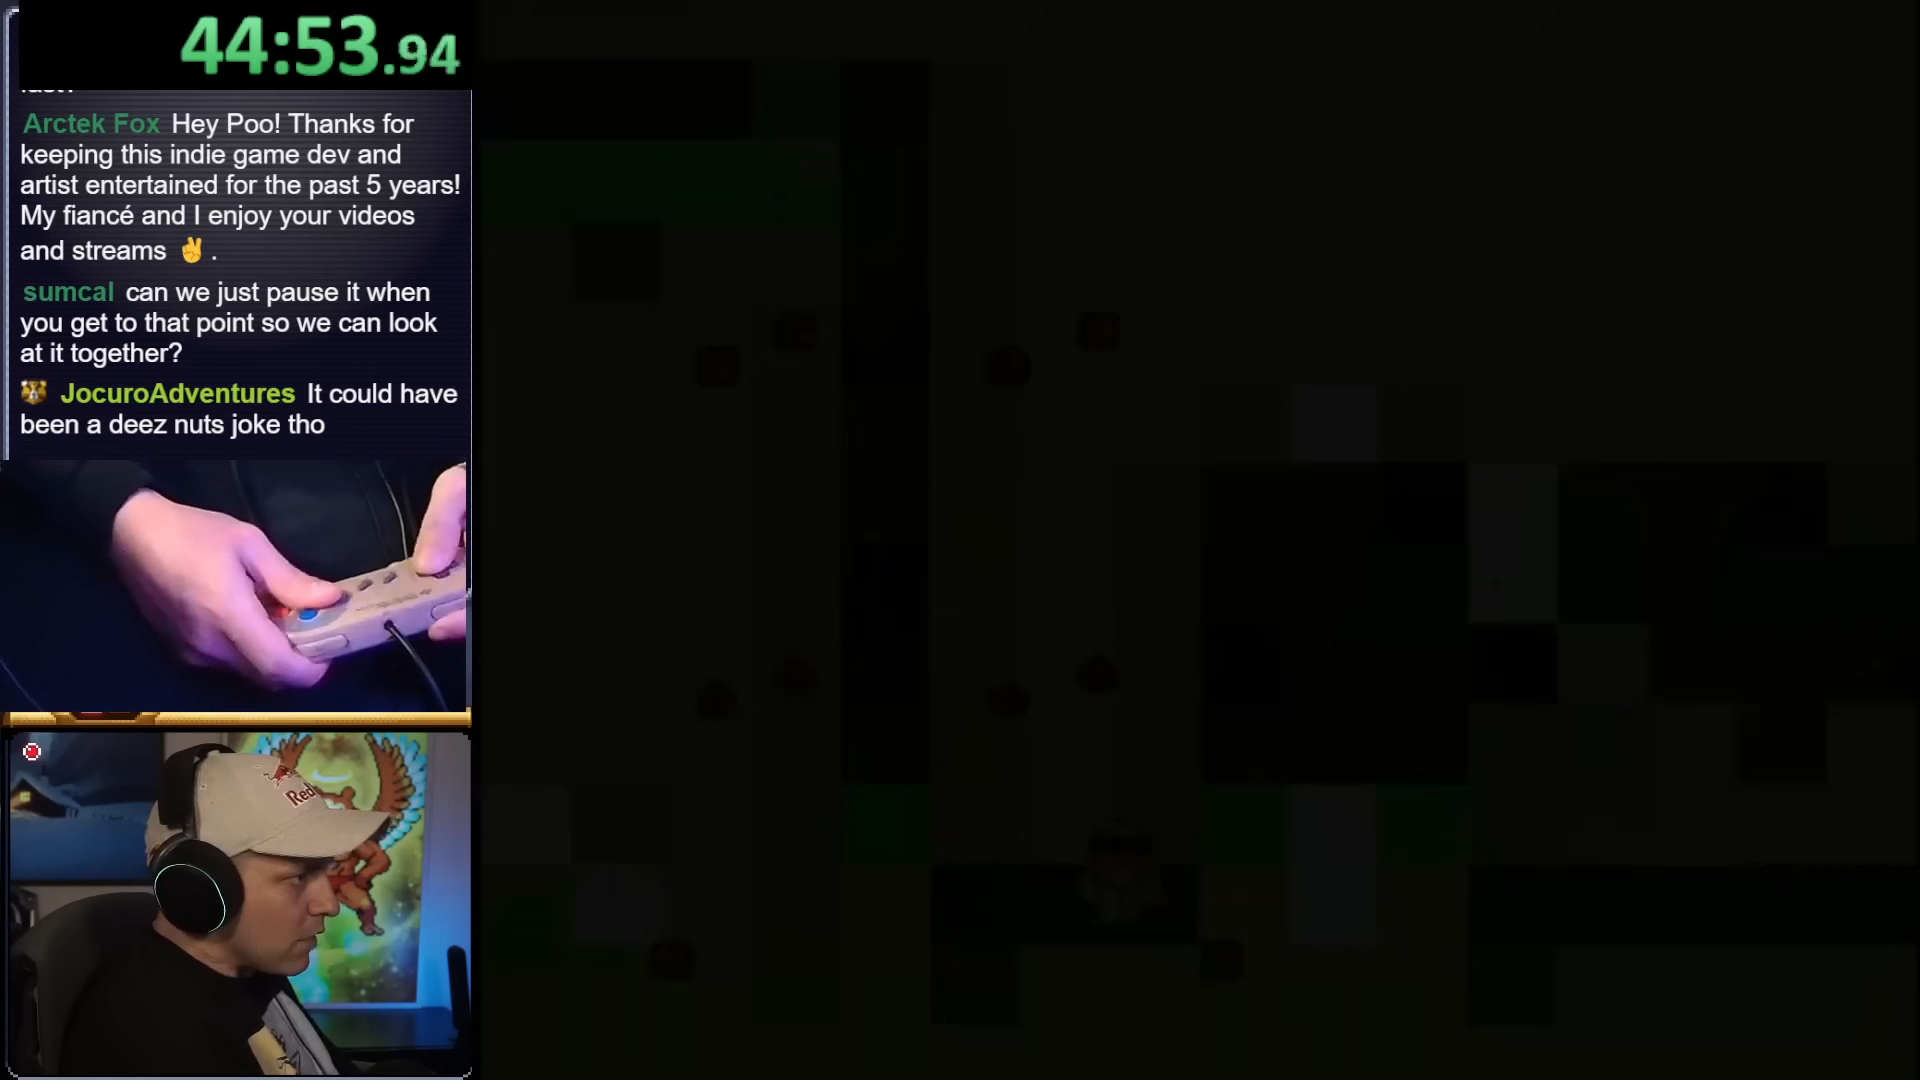 44:53.94
Arctek Fox Hey Poo! Thanks for
keeping this indie game dev and
artist entertained for the past 5 years!
My fiancé and I enjoy your videos
and streams ✌️ .
sumcal can we just pause it when
you get to that point so we can look
at it together?
JocuroAdventures It could have
been a deez nuts joke tho